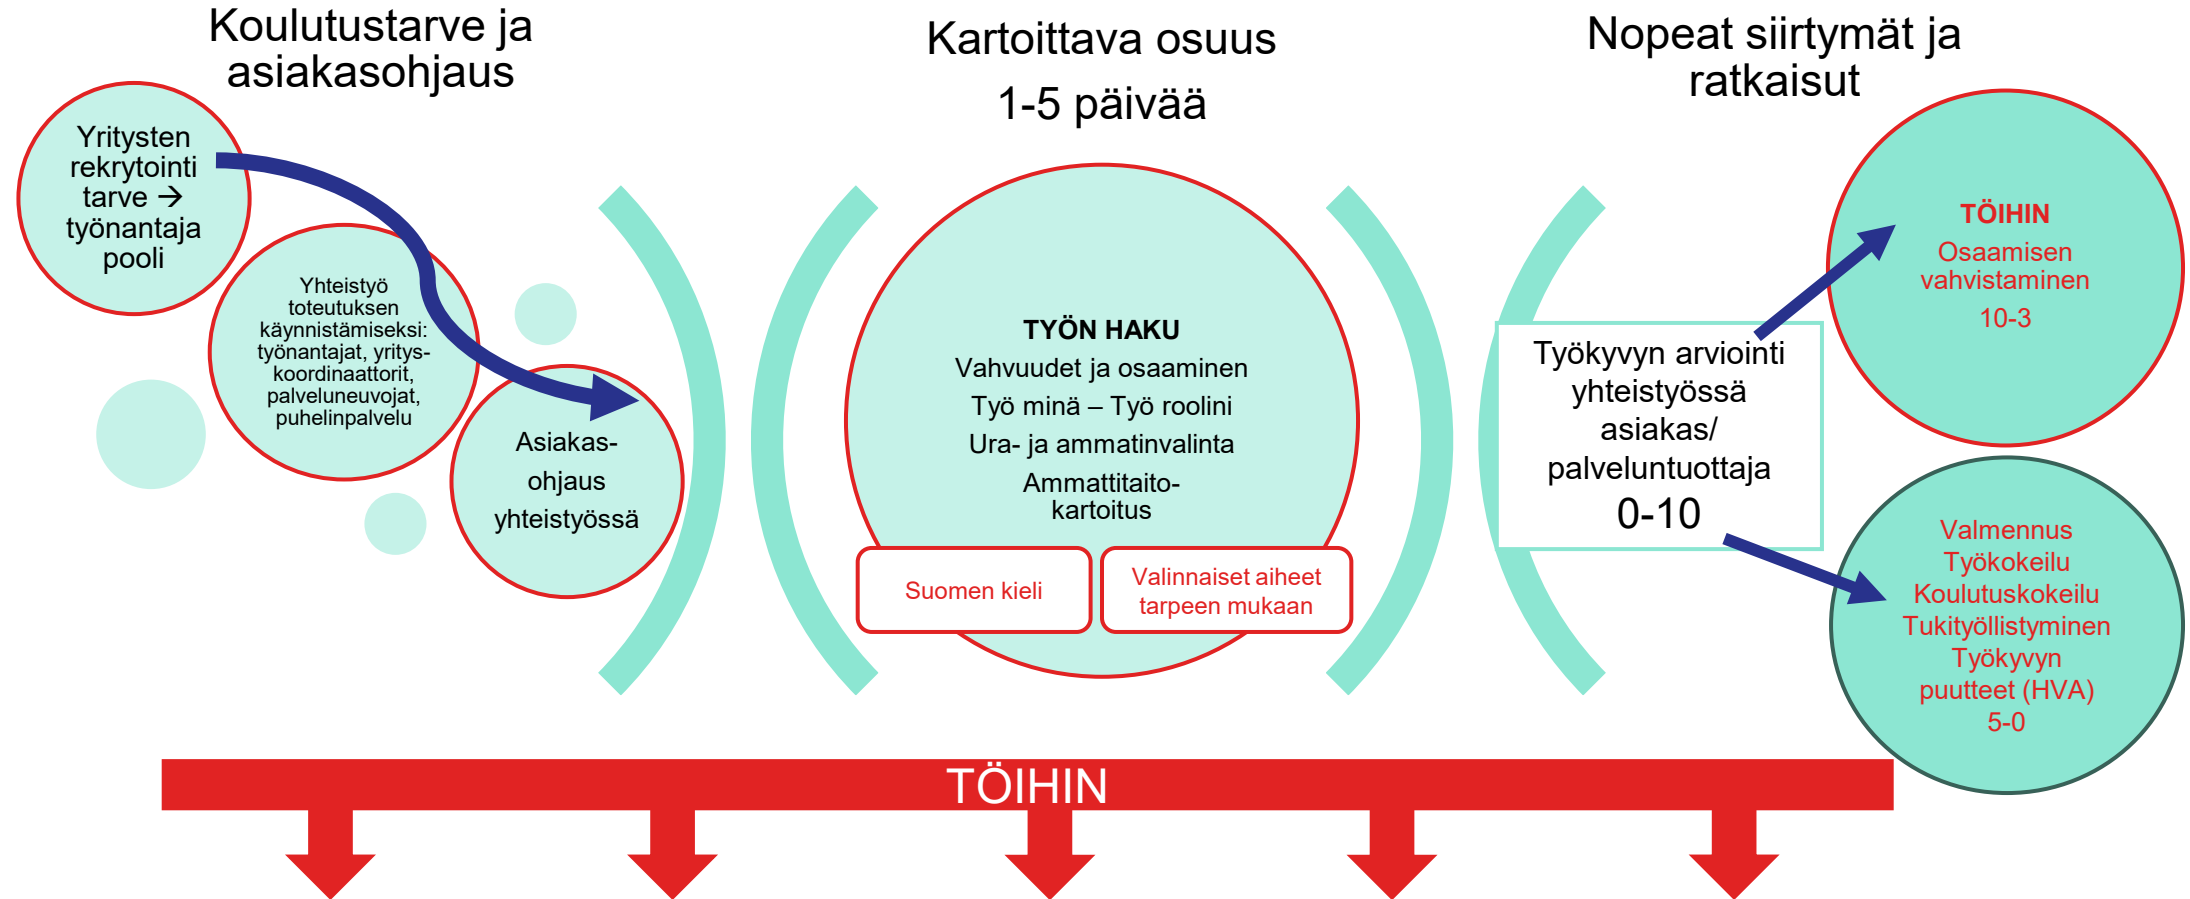 Koulutustarve ja
asiakasohjaus
Yritysten
rekrytointi
tarve →
työnantaja
pooli
Yhteistyö
toteutuksen
käynnistämiseksi:
työnantajat, yritys-
koordinaattorit,
palveluneuvojat,
puhelinpalvelu
Asiakas-
ohjaus
yhteistyössä
Kartoittava osuus
1-5 päivää
TYÖN HAKU
Vahvuudet ja osaaminen
Työ minä – Työ roolini
Ura- ja ammatinvalinta
Ammattitaito-
kartoitus
Suomen kieli
Valinnaiset aiheet
tarpeen mukaan
Nopeat siirtymät ja
ratkaisut
Työkyvyn arviointi
yhteistyössä
asiakas/
palveluntuottaja
0-10
TÖIHIN
Osaamisen
vahvistaminen
10-3
Valmennus
Työkokeilu
Koulutuskokeilu
Tukityöllistyminen
Työkyvyn
puutteet (HVA)
5-0
TÖIHIN